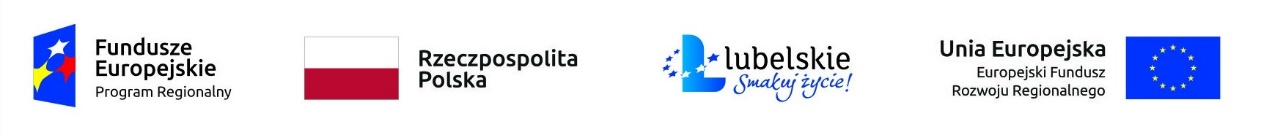 Fundusze
Europejskie
Program Regionalny
Rzeczpospolita
Polska
lubelskie
Smakuj życie!
Unia Europejska
Europejski Fundusz
Rozwoju Regionalnego